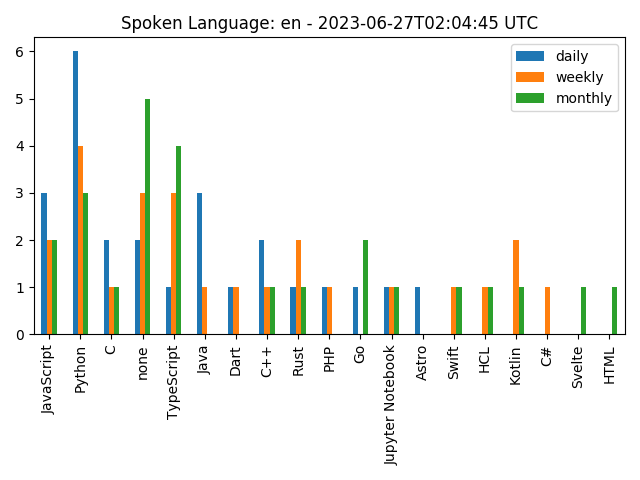 Spoken Language: en - 2023-06-27T02:04:45 UTC
daily
weekly
monthly
6
5
4
3
2
1
0
JavaScript
Python
C
none
TypeScript
Java
Dart
C++
Rust
PHP
Go
Jupyter Notebook
Astro
Swift
HCL
Kotlin
C#
Svelte
HTML